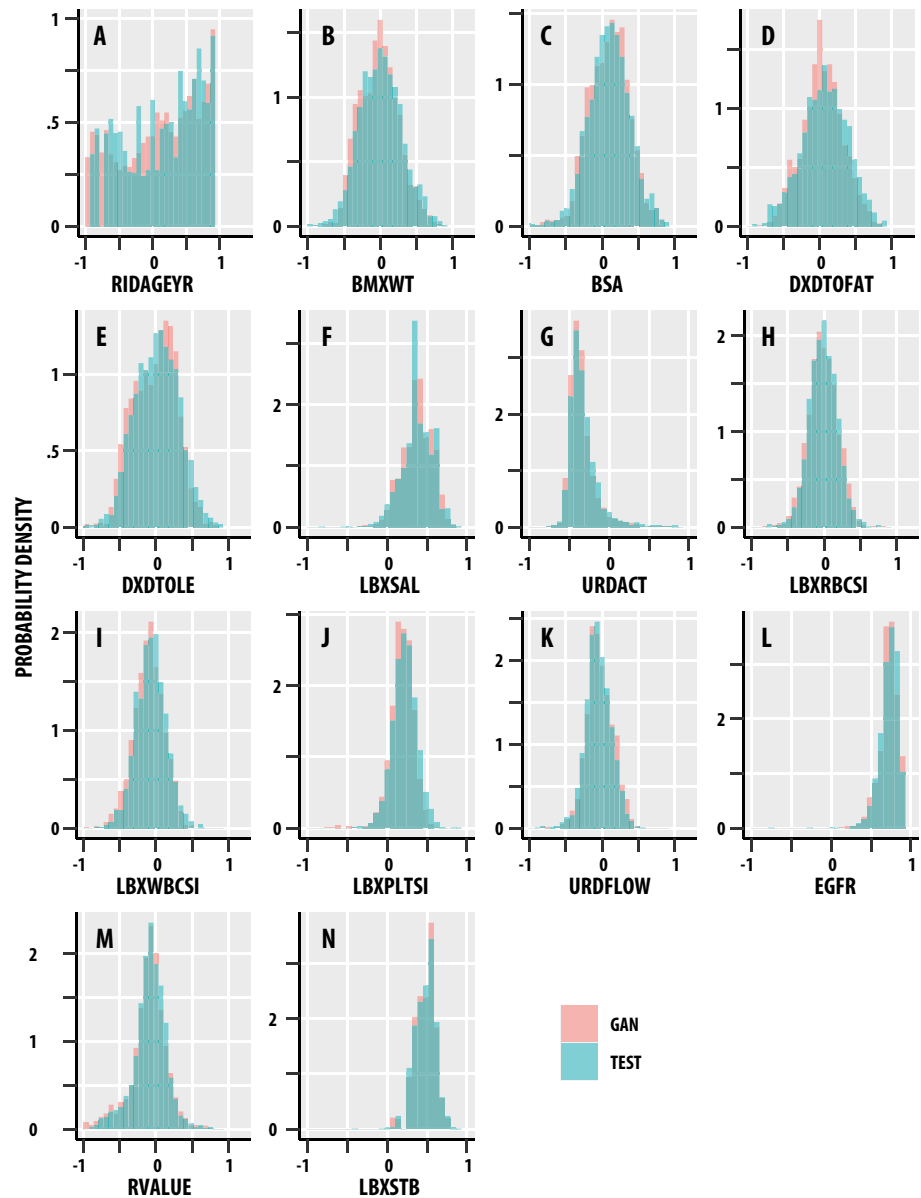 PROBABILITY DENSITY
A
1
.5
0
-1 0 1
RIDAGEYR
B
1
0
-1 0 1
BMXWT
C
1
0
-1 0 1
BSA
D
1
0
-1 0 1
DXDTOFAT
E
1
.5
0
-1 0 1
DXDTOLE
F
2
0
-1 0 1
LBXSAL
G
2
0
-1 0 1
URDACT
H
2
1
0
-1 0 1
LBXRBCSI
I
2
1
0
-1 0 1
LBXWBCSI
J
2
0
-1 0 1
LBXPLTSI
K
2
1
0
-1 0 1
URDFLOW
L
2
0
-1 0 1
EGFR
M
2
1
0
-1 0 1
RVALUE
N
2
0
-1 0 1
LBXSTB
GAN
TEST